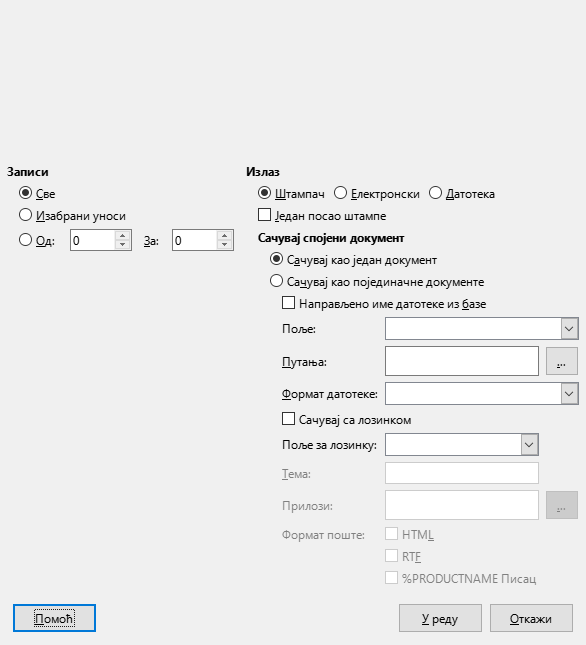 Записи
Све
Изабрани уноси
Од: 0 За: 0
Излаз
Штампач Електронски Датотека
Један посао штампе
Сачувај спојени документ
Сачувај као један документ
Сачувај као појединачне документе
Направљено име датотеке из базе
Поље:
Путања: ...
Формат датотеке:
Сачувај са лозинком
Поље за лозинку:
Тема:
Прилози: ...
Формат поште: HTML
RTF
%PRODUCTNAME Писац
Помоћ У реду Откажи